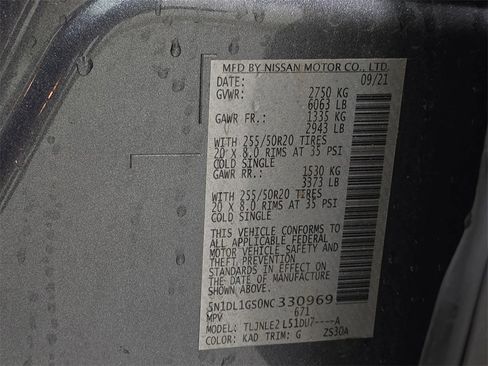 MFD BY NISSAN MOTOR CO., LTD.
DATE: 09/21
GVWR: 2750 KG
6063 LB
GAWR FR.: 1335 KG
2943 LB
WITH 255/50R20 TIRES
20 X 8.0 RIMS AT 35 PSI
COLD SINGLE
GAWR RR.: 1530 KG
3373 LB
WITH 255/50R20 TIRES
20 X 8.0 RIMS AT 35 PSI
COLD SINGLE
THIS VEHICLE CONFORMS TO
ALL APPLICABLE FEDERAL
MOTOR VEHICLE SAFETY AND
THEFT PREVENTION
STANDARDS IN EFFECT ON
THE DATE OF MANUFACTURE
SHOWN ABOVE.
5N1DL1GS0NC330969
MPV 671
MODEL: TLJNLE2 L51DU7----A
COLOR: KAD TRIM: G ZS30A